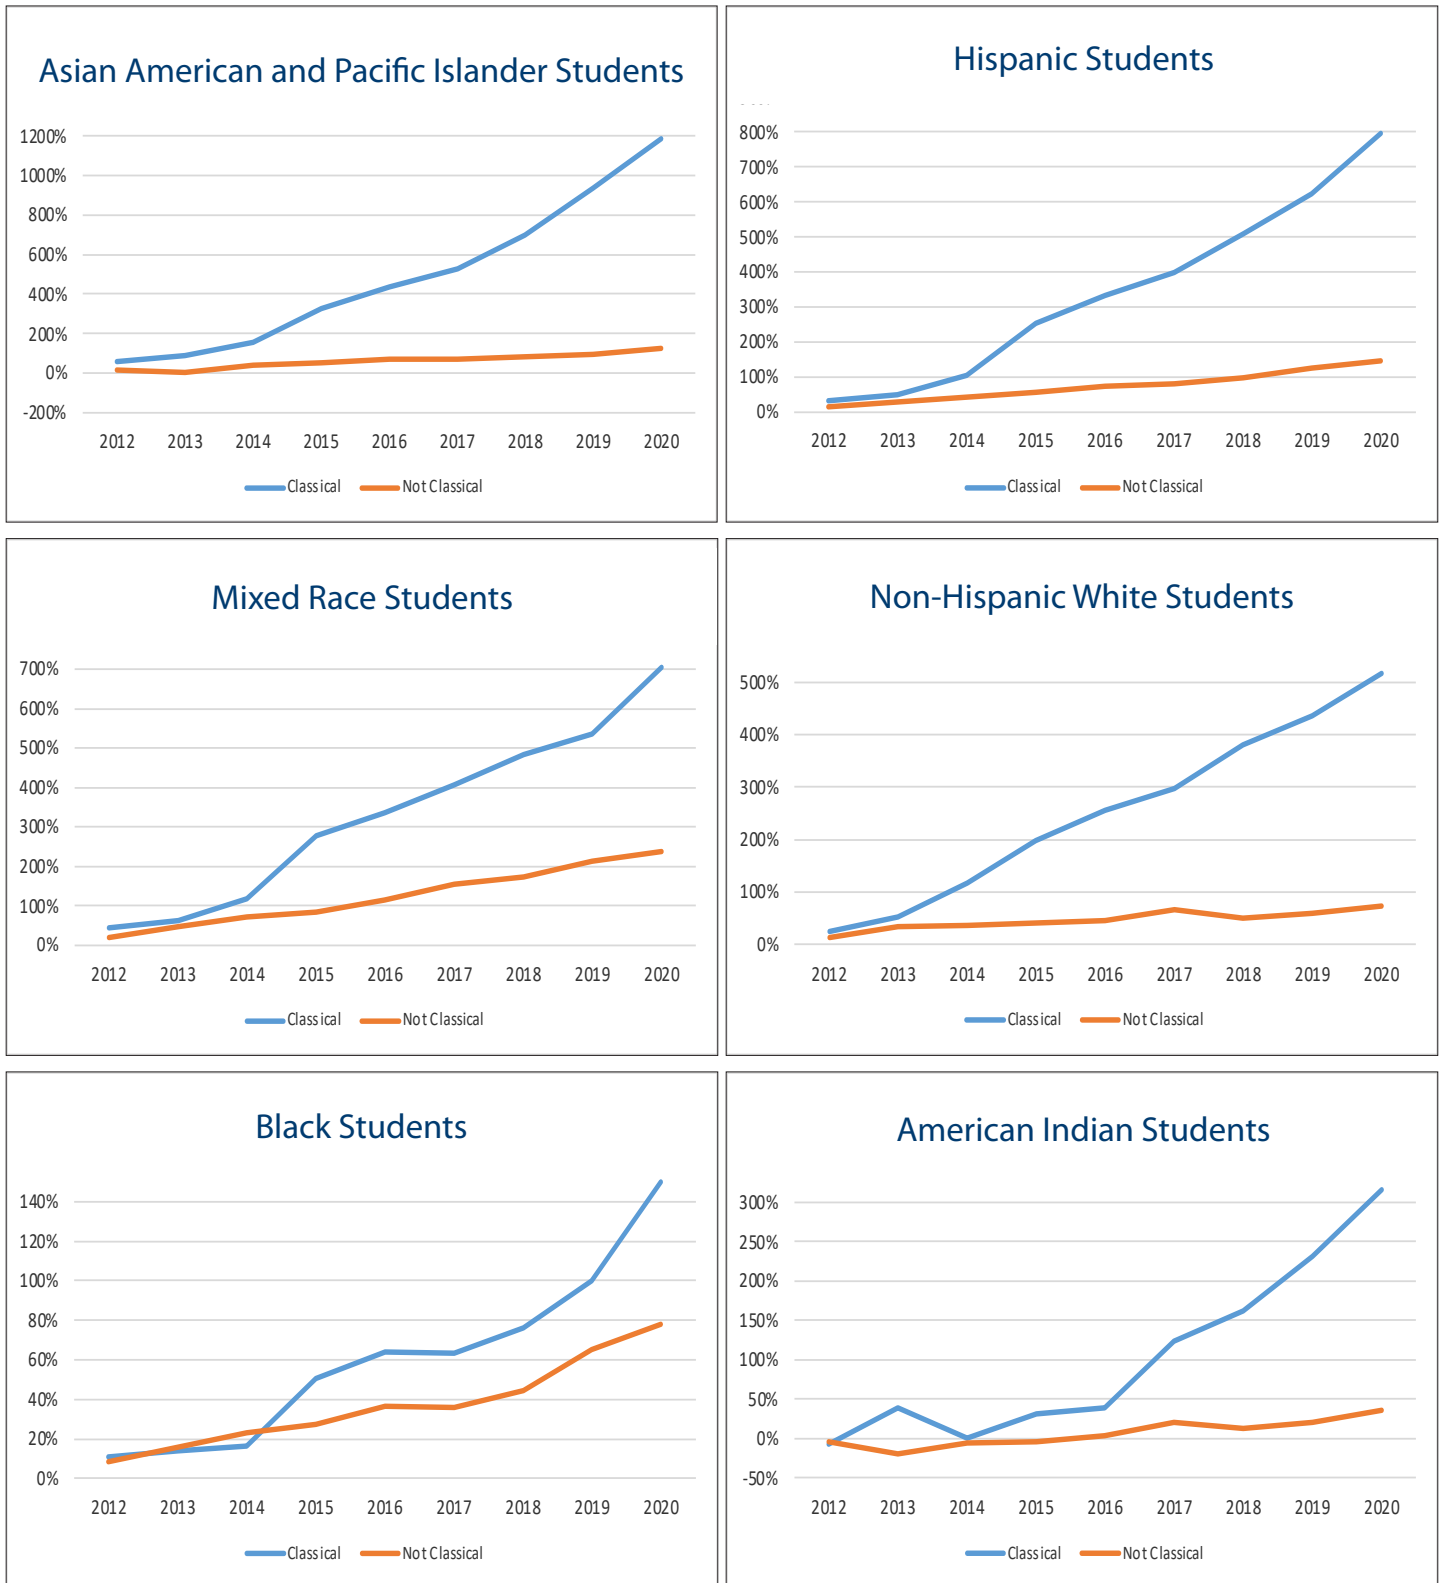 Asian American and Pacific Islander Students
1200%
1000%
800%
600%
400%
200%
0%
-200%
2012 2013 2014 2015 2016 2017 2018 2019 2020
Classical Not Classical
Hispanic Students
800%
700%
600%
500%
400%
300%
200%
100%
0%
2012 2013 2014 2015 2016 2017 2018 2019 2020
Classical Not Classical
Mixed Race Students
700%
600%
500%
400%
300%
200%
100%
0%
2012 2013 2014 2015 2016 2017 2018 2019 2020
Classical Not Classical
Non-Hispanic White Students
500%
400%
300%
200%
100%
0%
2012 2013 2014 2015 2016 2017 2018 2019 2020
Classical Not Classical
Black Students
140%
120%
100%
80%
60%
40%
20%
0%
2012 2013 2014 2015 2016 2017 2018 2019 2020
Classical Not Classical
American Indian Students
300%
250%
200%
150%
100%
50%
0%
-50%
2012 2013 2014 2015 2016 2017 2018 2019 2020
Classical Not Classical